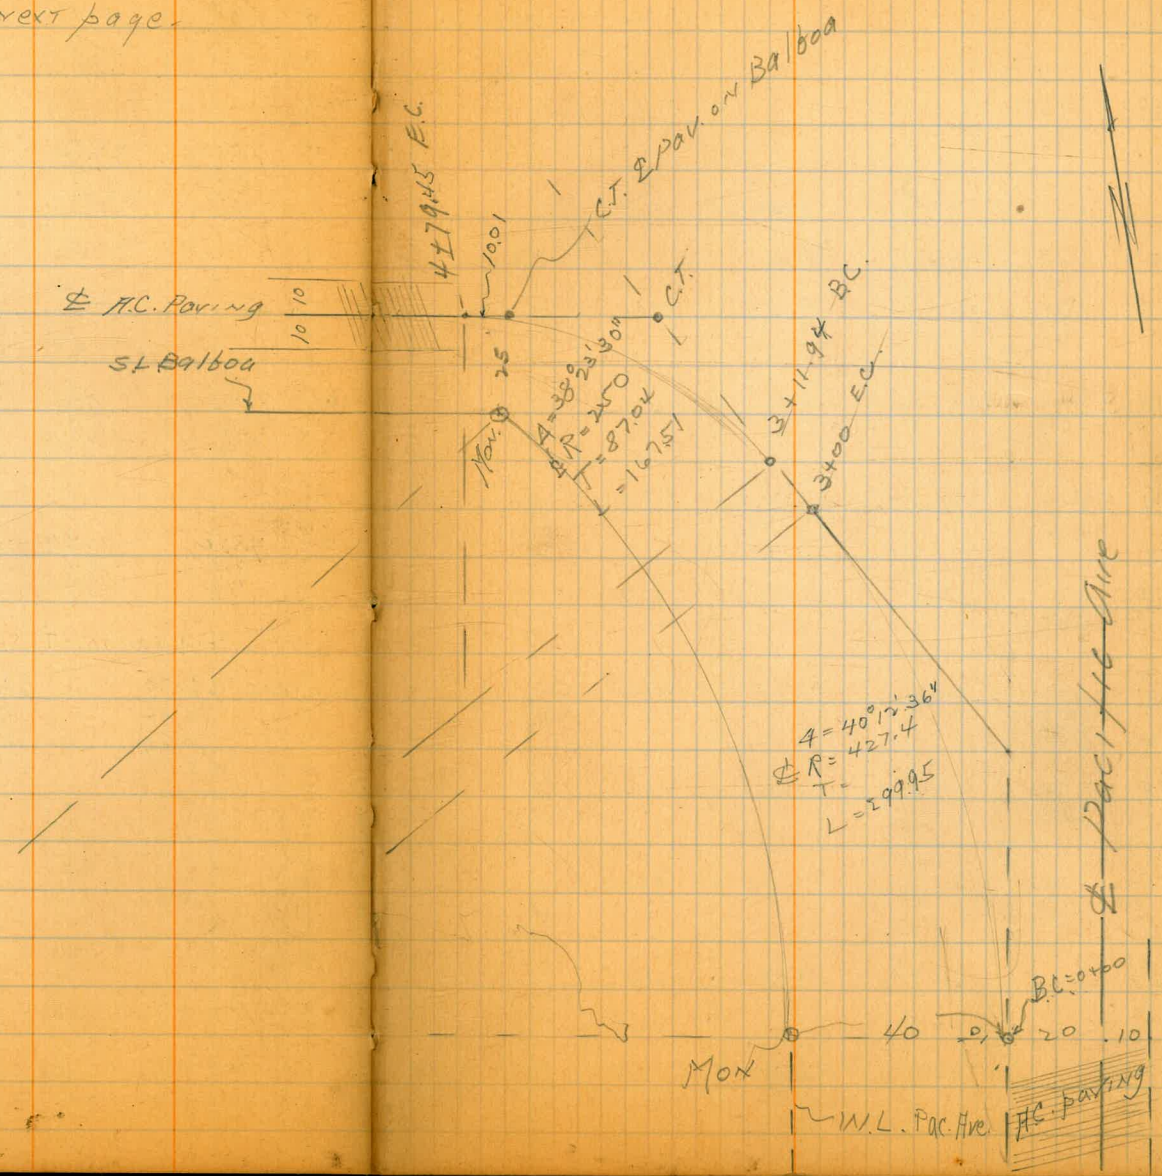 next page.
℄ A.C. Paving
10
10
S.L. Balboa
4+79.45 E.C.
10.01
C.T. ℄ pav. on Balboa
C.T.
25
Mon.
Δ = 38° 23' 30"
℄ R = 250
T = 87.04
L = 167.51
3+11.94 B.C.
3+00 E.C.
Δ = 40° 12' 36"
℄ R = 427.4
T =
L = 299.95
℄ Pacific Ave
B.C. = 0+00
40
20
10
Mon
W.L. Pac. Ave.
A.C. paving